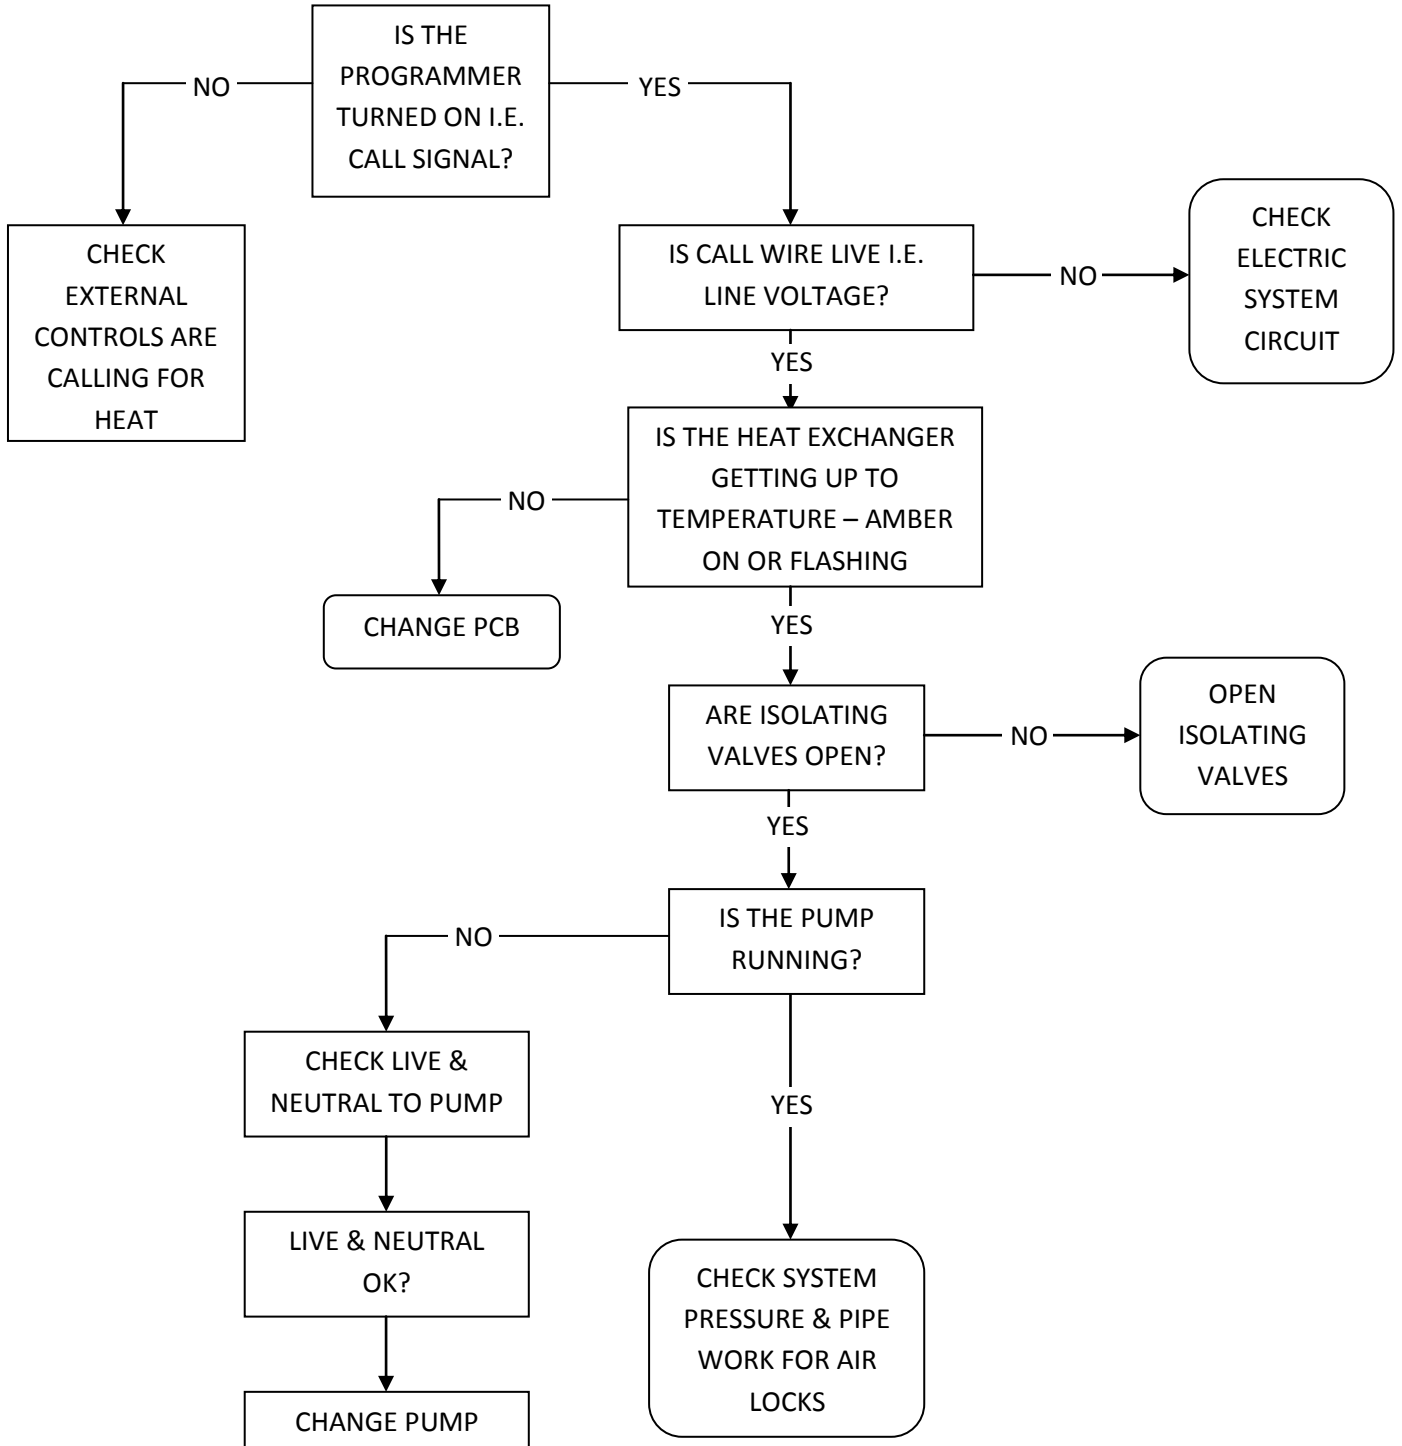 IS THE
PROGRAMMER
TURNED ON I.E.
CALL SIGNAL?
NO
YES
CHECK
EXTERNAL
CONTROLS ARE
CALLING FOR
HEAT
IS CALL WIRE LIVE I.E.
LINE VOLTAGE?
NO
CHECK
ELECTRIC
SYSTEM
CIRCUIT
YES
IS THE HEAT EXCHANGER
GETTING UP TO
TEMPERATURE – AMBER
ON OR FLASHING
NO
CHANGE PCB
YES
ARE ISOLATING
VALVES OPEN?
NO
OPEN
ISOLATING
VALVES
YES
IS THE PUMP
RUNNING?
NO
CHECK LIVE &
NEUTRAL TO PUMP
YES
LIVE & NEUTRAL
OK?
CHANGE PUMP
CHECK SYSTEM
PRESSURE & PIPE
WORK FOR AIR
LOCKS